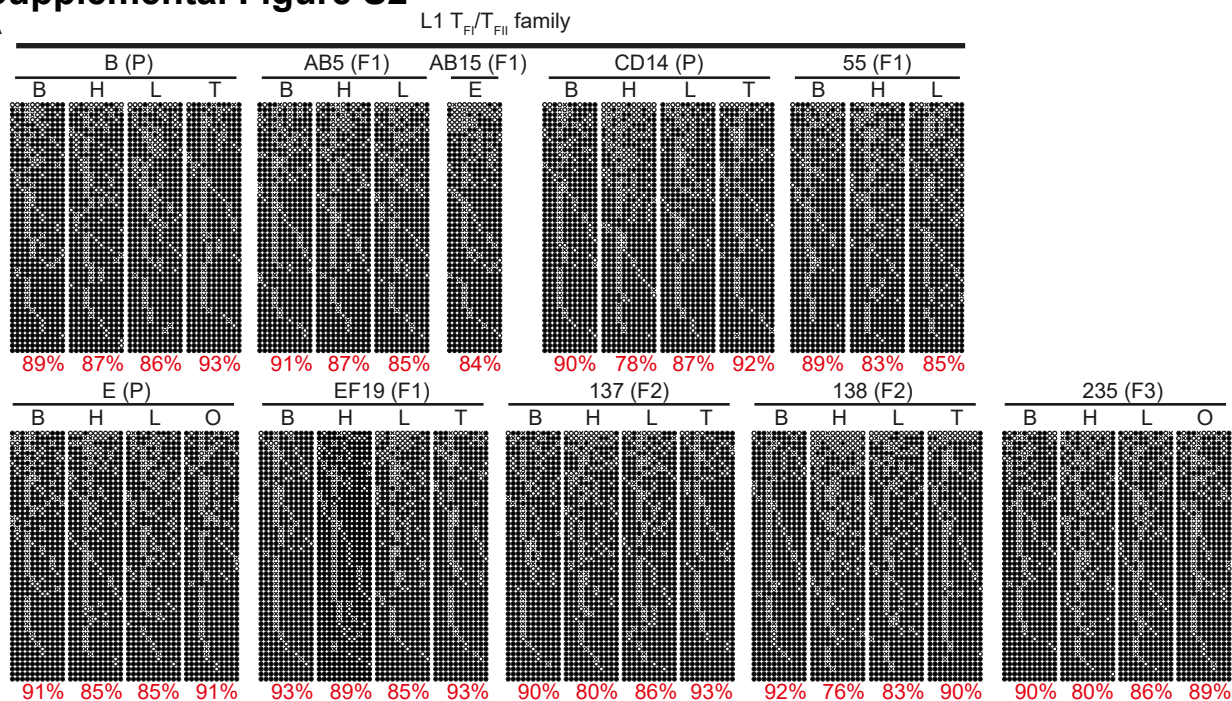 Supplemental Figure S2
L1 TFI/TFII family
B (P) AB5 (F1) AB15 (F1) CD14 (P) 55 (F1)
B H L T B H L E B H L T B H L
89% 87% 86% 93% 91% 87% 85% 84% 90% 78% 87% 92% 89% 83% 85%
E (P) EF19 (F1) 137 (F2) 138 (F2) 235 (F3)
B H L O B H L T B H L T B H L T B H L O
91% 85% 85% 91% 93% 89% 85% 93% 90% 80% 86% 93% 92% 76% 83% 90% 90% 80% 86% 89%